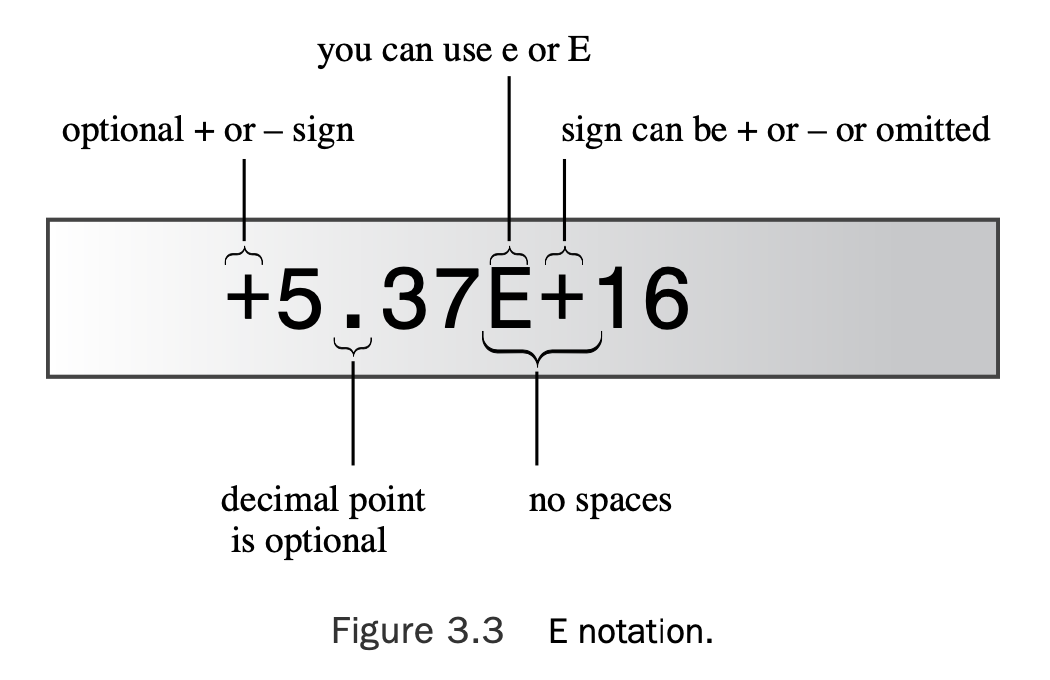 you can use e or E
optional + or – sign
sign can be + or – or omitted
+5.37E+16
decimal point
is optional
no spaces
Figure 3.3 E notation.